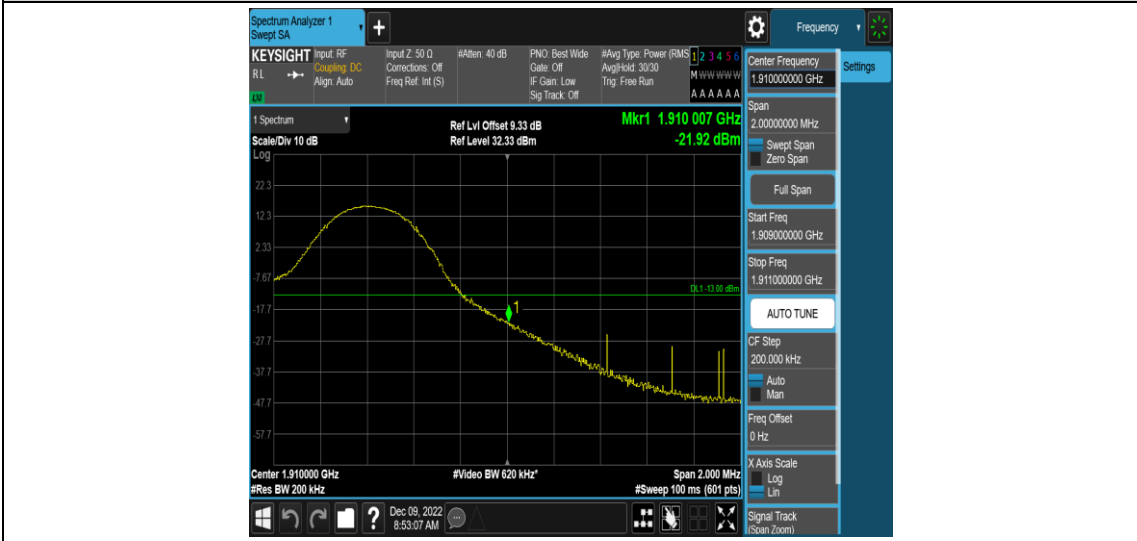 Spectrum Analyzer 1
Swept SA
+
Frequency
KEYSIGHT
RL
Input: RF
Coupling: DC
Align: Auto
Input Z: 50 Ω
Corrections: Off
Freq Ref: Int (S)
#Atten: 40 dB
PNO: Best Wide
Gate: Off
IF Gain: Low
Sig Track: Off
#Avg Type: Power (RMS
Avg|Hold: 30/30
Trig: Free Run
1 2 3 4 5 6
M W W W W W
A A A A A A
1 Spectrum
Scale/Div 10 dB
Log
Ref Lvl Offset 9.33 dB
Ref Level 32.33 dBm
Mkr1 1.910 007 GHz
-21.92 dBm
22.3
12.3
2.33
-7.67
-17.7
-27.7
-37.7
-47.7
-57.7
DL1 -13.00 dBm
1
Center 1.910000 GHz
#Res BW 200 kHz
#Video BW 620 kHz*
Span 2.000 MHz
#Sweep 100 ms (601 pts)
?
Dec 09, 2022
8:53:07 AM
Center Frequency
1.910000000 GHz
Settings
Span
2.00000000 MHz
Swept Span
Zero Span
Full Span
Start Freq
1.909000000 GHz
Stop Freq
1.911000000 GHz
AUTO TUNE
CF Step
200.000 kHz
Auto
Man
Freq Offset
0 Hz
X Axis Scale
Log
Lin
Signal Track
(Span Zoom)